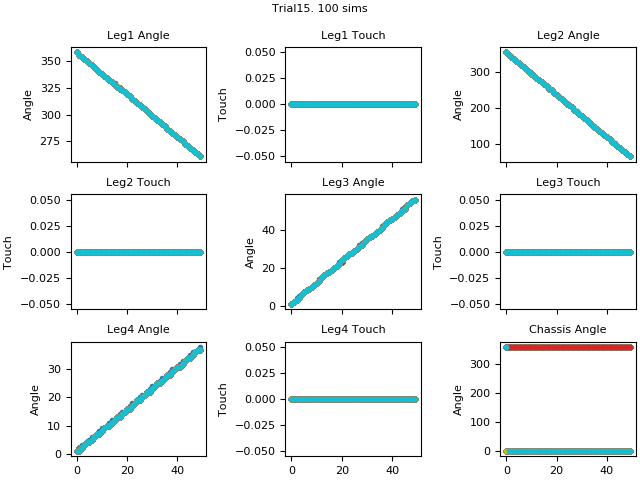 Trial15. 100 sims
Leg1 Angle
Leg1 Touch
Leg2 Angle
350
325
300
275
Angle
0.050
0.025
0.000
−0.025
−0.050
Touch
300
200
100
Angle
Leg2 Touch
Leg3 Angle
Leg3 Touch
0.050
0.025
0.000
−0.025
−0.050
Touch
40
20
0
Angle
0.050
0.025
0.000
−0.025
−0.050
Touch
Leg4 Angle
Leg4 Touch
Chassis Angle
30
20
10
0
Angle
0 20 40
0.050
0.025
0.000
−0.025
−0.050
Touch
0 20 40
300
200
100
0
Angle
0 20 40